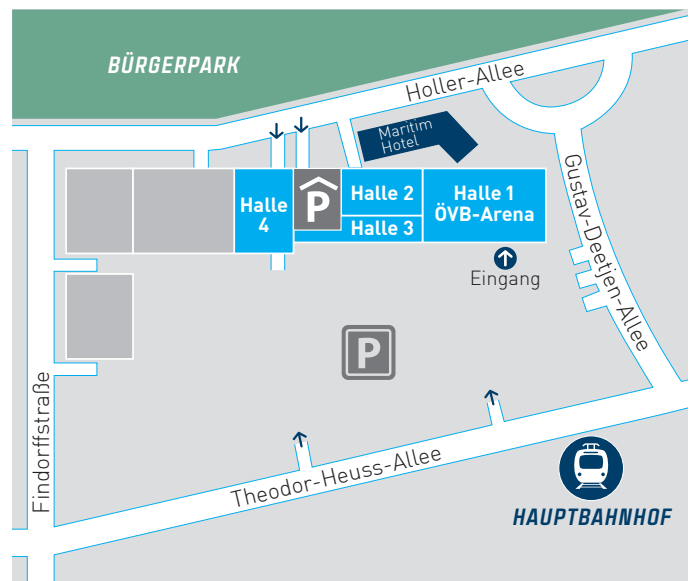 BÜRGERPARK
Holler-Allee
Maritim
Hotel
Gustav-Deetjen-Allee
Halle
4
P
Halle 2
Halle 3
Halle 1
ÖVB-Arena
Eingang
P
Findorffstraße
Theodor-Heuss-Allee
HAUPTBAHNHOF